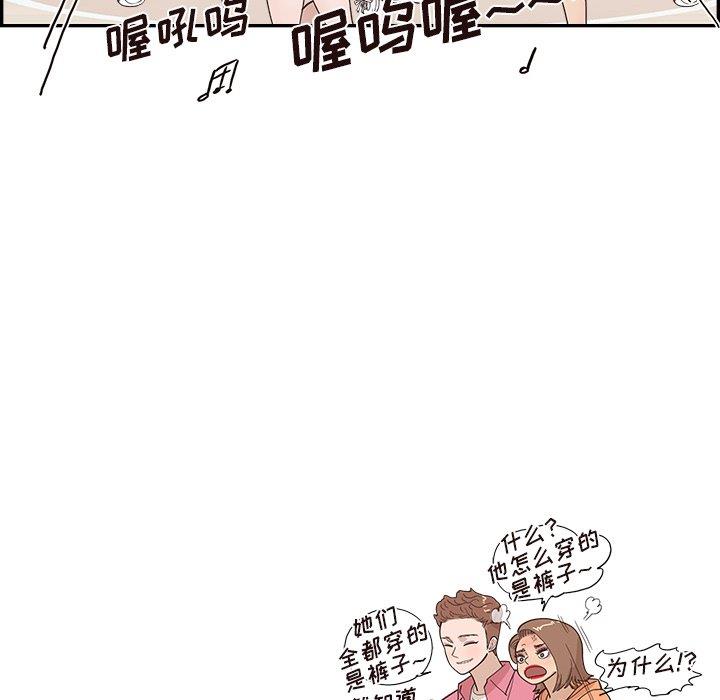 喔吼呜
喔呜喔~~
什么?
他怎么穿的
是裤子~
她们
全都穿的
是裤子~
为什么!?